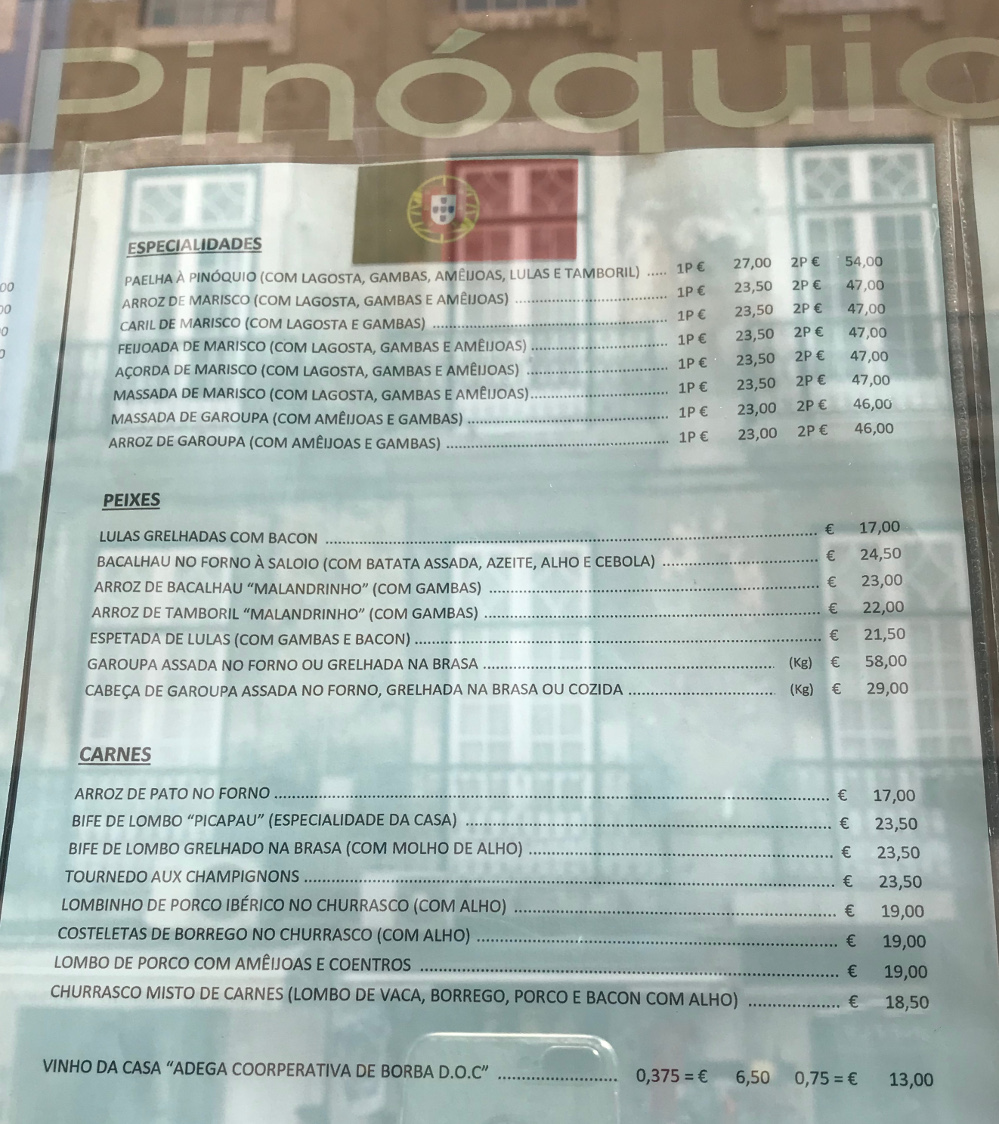 Pinóquio
ESPECIALIDADES
PAELHA À PINÓQUIO (COM LAGOSTA, GAMBAS, AMÊIJOAS, LULAS E TAMBORIL) ..... 1P € 27,00 2P € 54,00
ARROZ DE MARISCO (COM LAGOSTA, GAMBAS E AMÊIJOAS) ..... 1P € 23,50 2P € 47,00
CARIL DE MARISCO (COM LAGOSTA E GAMBAS) ..... 1P € 23,50 2P € 47,00
FEIJOADA DE MARISCO (COM LAGOSTA, GAMBAS E AMÊIJOAS) ..... 1P € 23,50 2P € 47,00
AÇORDA DE MARISCO (COM LAGOSTA, GAMBAS E AMÊIJOAS) ..... 1P € 23,50 2P € 47,00
MASSADA DE MARISCO (COM LAGOSTA, GAMBAS E AMÊIJOAS)..... 1P € 23,50 2P € 47,00
MASSADA DE GAROUPA (COM AMÊIJOAS E GAMBAS) ..... 1P € 23,00 2P € 46,00
ARROZ DE GAROUPA (COM AMÊIJOAS E GAMBAS) ..... 1P € 23,00 2P € 46,00
PEIXES
LULAS GRELHADAS COM BACON ..... € 17,00
BACALHAU NO FORNO À SALOIO (COM BATATA ASSADA, AZEITE, ALHO E CEBOLA) ..... € 24,50
ARROZ DE BACALHAU “MALANDRINHO” (COM GAMBAS) ..... € 23,00
ARROZ DE TAMBORIL “MALANDRINHO” (COM GAMBAS) ..... € 22,00
ESPETADA DE LULAS (COM GAMBAS E BACON) ..... € 21,50
GAROUPA ASSADA NO FORNO OU GRELHADA NA BRASA ..... (Kg) € 58,00
CABEÇA DE GAROUPA ASSADA NO FORNO, GRELHADA NA BRASA OU COZIDA ..... (Kg) € 29,00
CARNES
ARROZ DE PATO NO FORNO ..... € 17,00
BIFE DE LOMBO “PICAPAU” (ESPECIALIDADE DA CASA) ..... € 23,50
BIFE DE LOMBO GRELHADO NA BRASA (COM MOLHO DE ALHO) ..... € 23,50
TOURNEDO AUX CHAMPIGNONS ..... € 23,50
LOMBINHO DE PORCO IBÉRICO NO CHURRASCO (COM ALHO) ..... € 19,00
COSTELETAS DE BORREGO NO CHURRASCO (COM ALHO) ..... € 19,00
LOMBO DE PORCO COM AMÊIJOAS E COENTROS ..... € 19,00
CHURRASCO MISTO DE CARNES (LOMBO DE VACA, BORREGO, PORCO E BACON COM ALHO) ..... € 18,50
VINHO DA CASA “ADEGA COORPERATIVA DE BORBA D.O.C” ..... 0,375 = € 6,50 0,75 = € 13,00